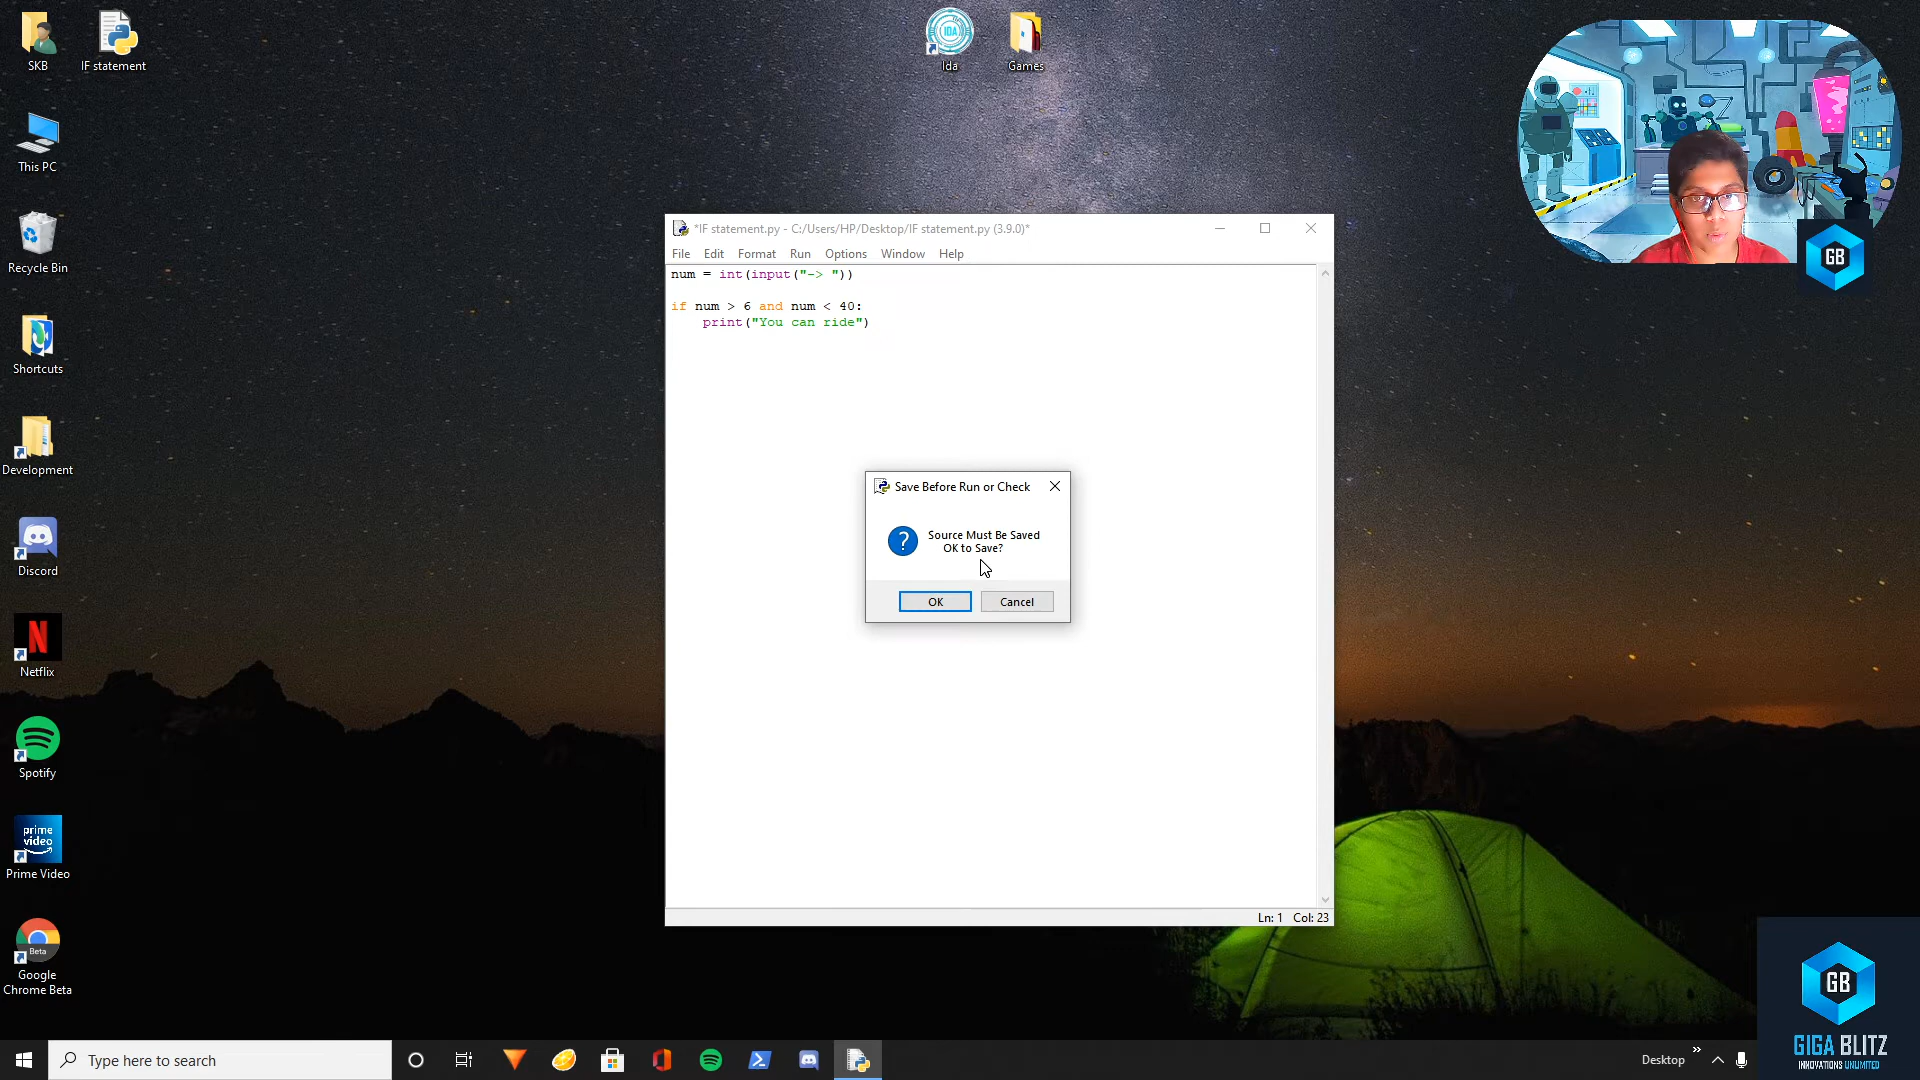 SKB
IF statement
Ida
Games
This PC
Recycle Bin
Shortcuts
Development
Discord
Netflix
Spotify
prime
video
Prime Video
Beta
Google
Chrome Beta
*IF statement.py - C:/Users/HP/Desktop/IF statement.py (3.9.0)*
File Edit Format Run Options Window Help
num = int(input("-> "))
if num > 6 and num < 40:
print("You can ride")
Save Before Run or Check
Source Must Be Saved
OK to Save?
OK Cancel
Ln: 1 Col: 23
IDA
GB
GB
GIGA BLITZ
INNOVATIONS UNLIMITED
Type here to search
Desktop